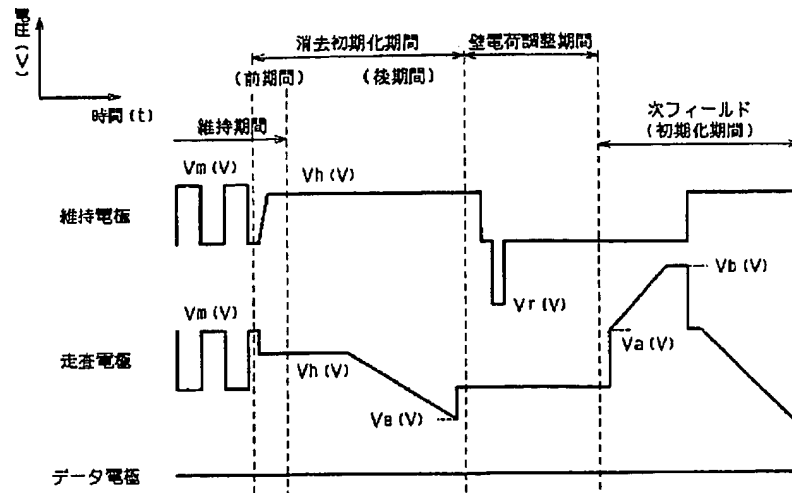 電圧(V)
時間(t)
消去初期化期間
壁電荷調整期間
(前期間)
(後期間)
維持期間
次フィールド
(初期化期間)
Vm(V)
Vh(V)
維持電極
Vr(V)
Vb(V)
Va(V)
Vm(V)
走査電極
Vh(V)
Va(V)
データ電極